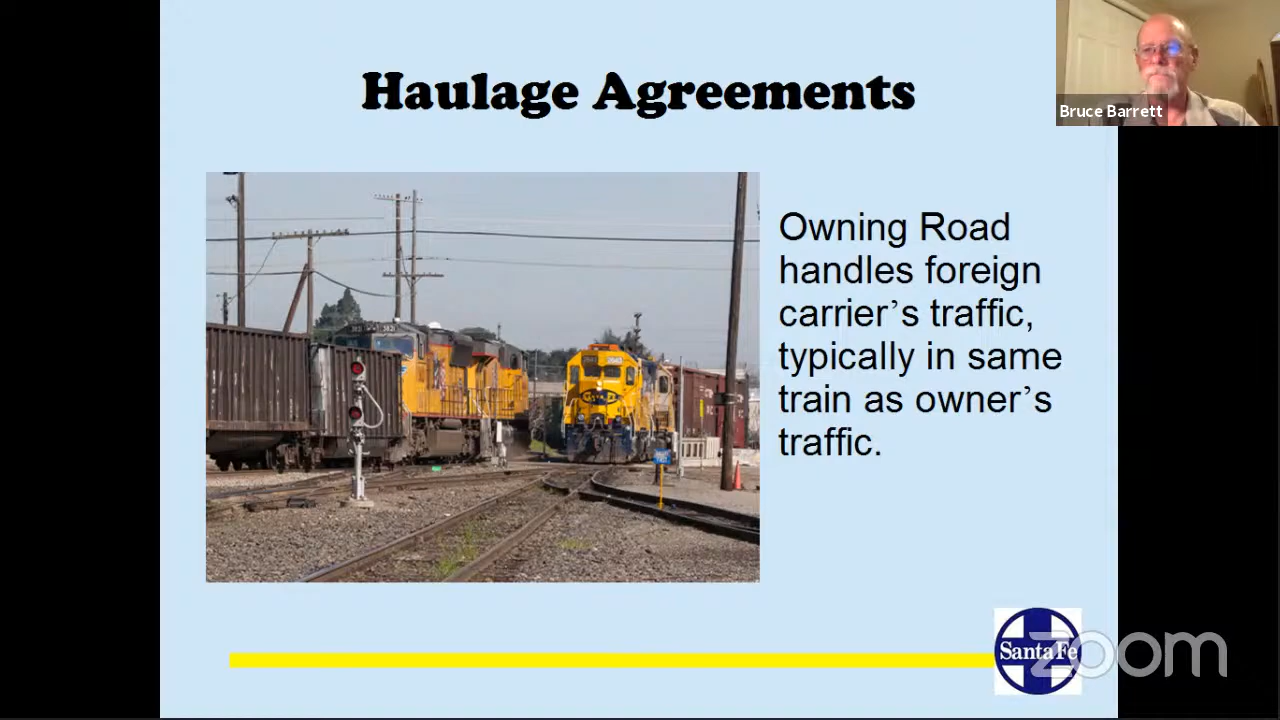 Haulage Agreements
Bruce Barrett
Owning Road
handles foreign
carrier’s traffic,
typically in same
train as owner’s
traffic.
Santa Fe
zoom